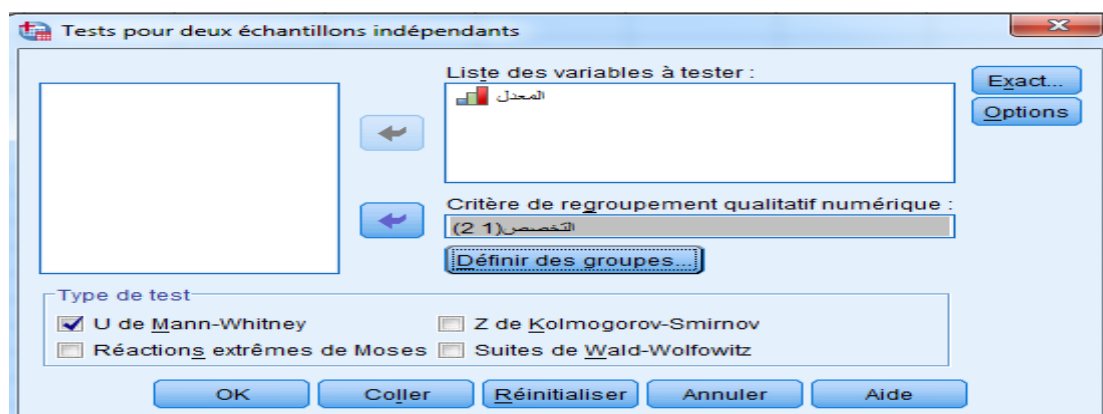 Tests pour deux échantillons indépendants
Liste des variables à tester :
المعدل
Exact...
Options
Critère de regroupement qualitatif numérique :
التخصص(1 2)
Définir des groupes...
Type de test
U de Mann-Whitney
Z de Kolmogorov-Smirnov
Réactions extrêmes de Moses
Suites de Wald-Wolfowitz
OK
Coller
Réinitialiser
Annuler
Aide